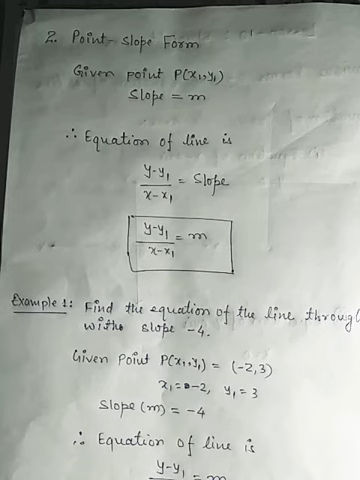 2. Point-Slope Form
Given point P(x₁,y₁)
Slope = m
∴ Equation of line is
y-y₁
x-x₁ = Slope
y-y₁
x-x₁ = m
Example 1: Find the equation of the line through
with slope -4.
Given Point P(x₁,y₁) = (-2,3)
x₁ = -2, y₁ = 3
Slope (m) = -4
∴ Equation of line is
y-y₁
= m